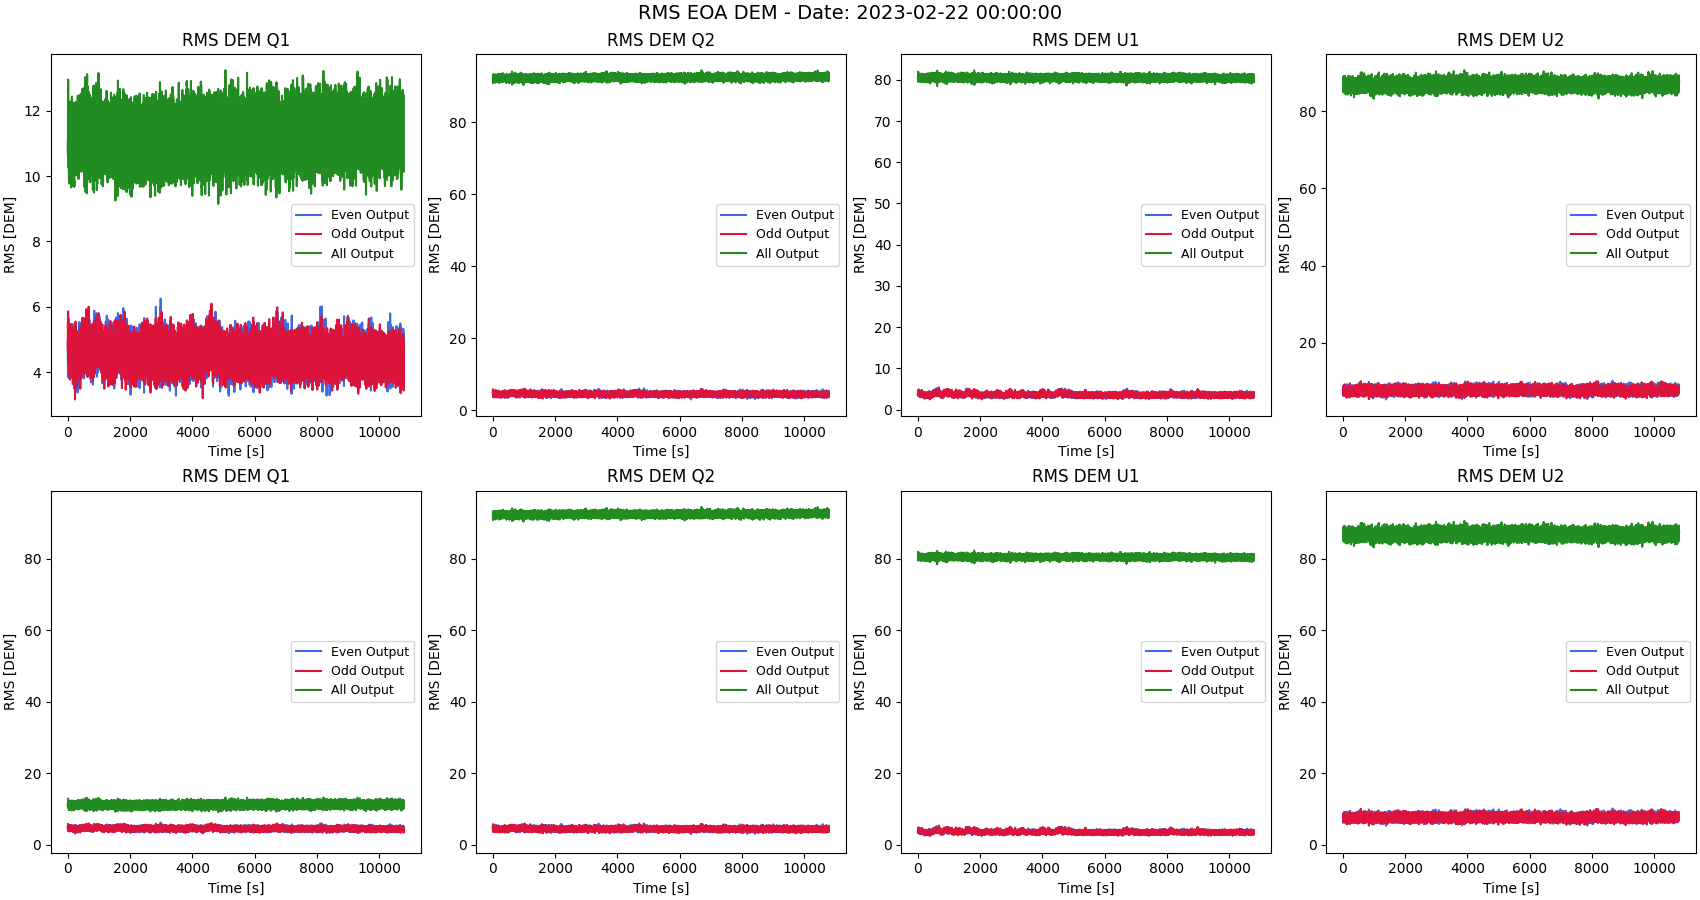 RMS EOA DEM - Date: 2023-02-22 00:00:00
RMS DEM Q1
RMS [DEM]
12
10
8
6
4
Even Output
Odd Output
All Output
0 2000 4000 6000 8000 10000
Time [s]
RMS DEM Q2
RMS [DEM]
80
60
40
20
0
Even Output
Odd Output
All Output
0 2000 4000 6000 8000 10000
Time [s]
RMS DEM U1
RMS [DEM]
80
70
60
50
40
30
20
10
0
Even Output
Odd Output
All Output
0 2000 4000 6000 8000 10000
Time [s]
RMS DEM U2
RMS [DEM]
80
60
40
20
Even Output
Odd Output
All Output
0 2000 4000 6000 8000 10000
Time [s]
RMS DEM Q1
RMS [DEM]
80
60
40
20
0
Even Output
Odd Output
All Output
0 2000 4000 6000 8000 10000
Time [s]
RMS DEM Q2
RMS [DEM]
80
60
40
20
0
Even Output
Odd Output
All Output
0 2000 4000 6000 8000 10000
Time [s]
RMS DEM U1
RMS [DEM]
80
60
40
20
0
Even Output
Odd Output
All Output
0 2000 4000 6000 8000 10000
Time [s]
RMS DEM U2
RMS [DEM]
80
60
40
20
0
Even Output
Odd Output
All Output
0 2000 4000 6000 8000 10000
Time [s]